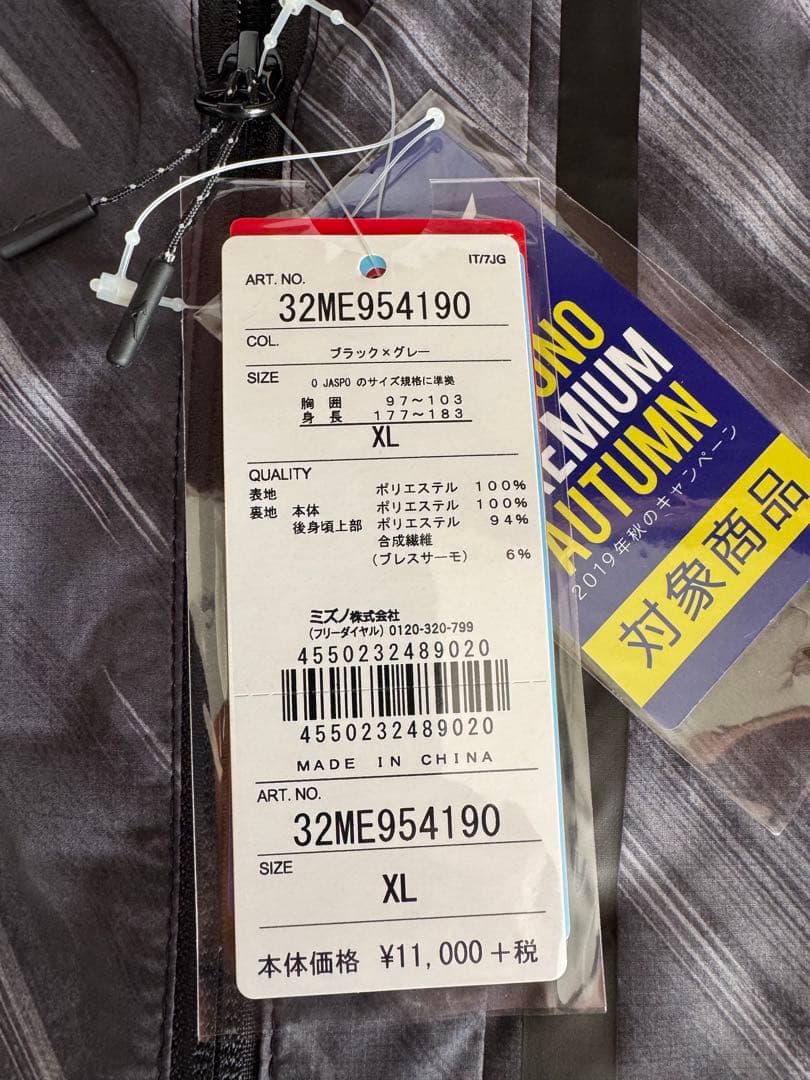 IT/7JG
ART. NO.
32ME954190
COL.
ブラック×グレー
SIZE
O JASPO のサイズ規格に準拠
胸囲 97～103
身長 177～183
XL
QUALITY
表地 ポリエステル 100%
裏地 本体 ポリエステル 100%
後身頃上部 ポリエステル 94%
合成繊維
(ブレスサーモ) 6%
ミズノ株式会社
(フリーダイヤル) 0120-320-799
4550232489020
4550232489020
MADE IN CHINA
ART. NO.
32ME954190
SIZE
XL
本体価格 ¥11,000+税
AUTUMN
2019年秋のキャンペーン
対象商品